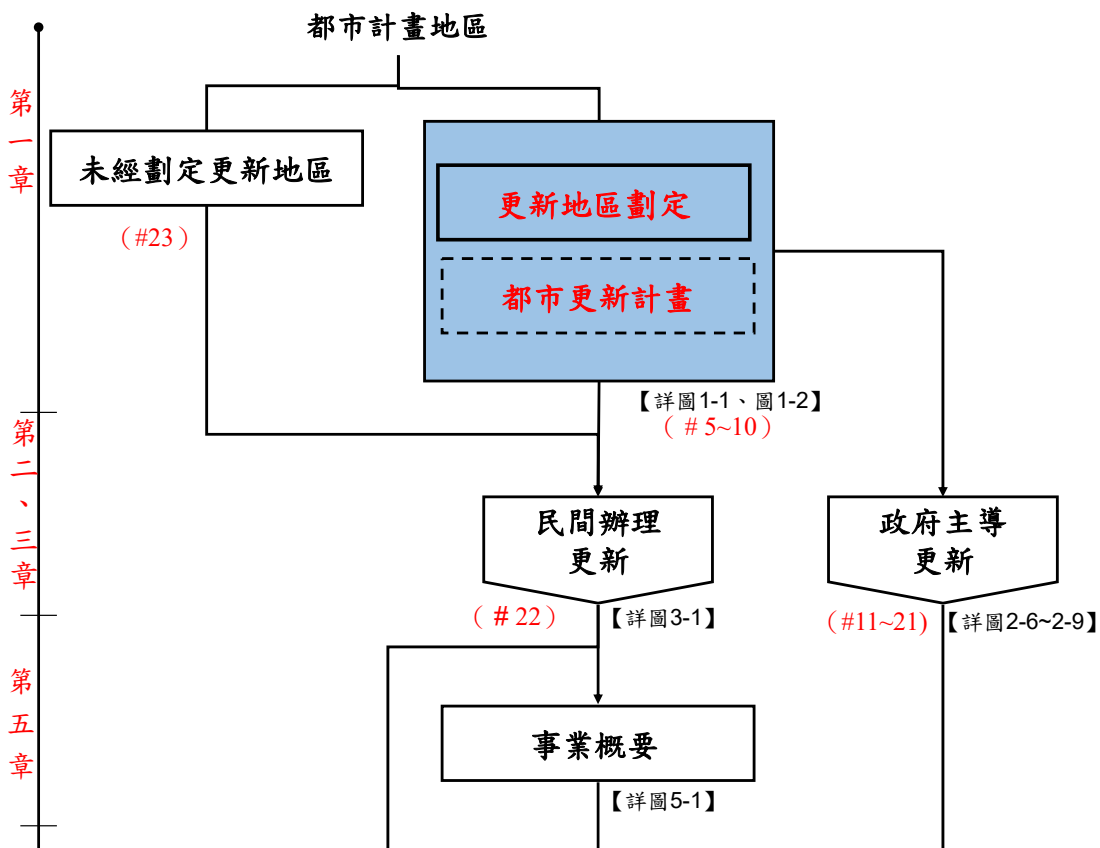 都市計畫地區
第一章
未經劃定更新地區
（#23）
更新地區劃定
都市更新計畫
【詳圖1-1、圖1-2】
（＃5~10）
第二、三章
民間辦理
更新
（＃22）
【詳圖3-1】
政府主導
更新
（#11~21)
【詳圖2-6~2-9】
第五章
事業概要
【詳圖5-1】